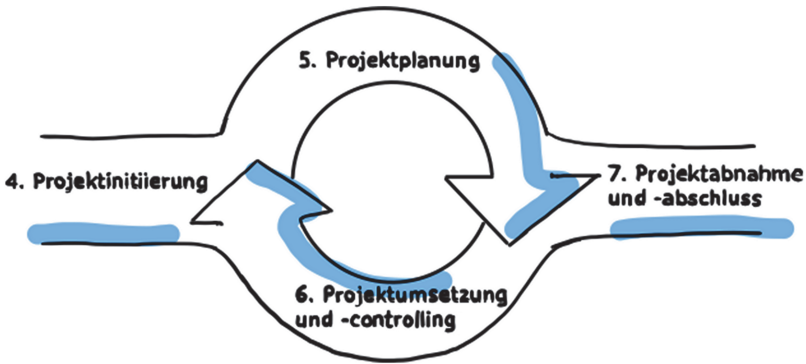 5. Projektplanung
4. Projektinitiierung
7. Projektabnahme
und -abschluss
6. Projektumsetzung
und -controlling